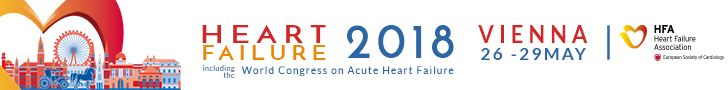 HEART
FAILURE 2018
including the World Congress on Acute Heart Failure
VIENNA
26 -29MAY
HFA
Heart Failure
Association
European Society of Cardiology